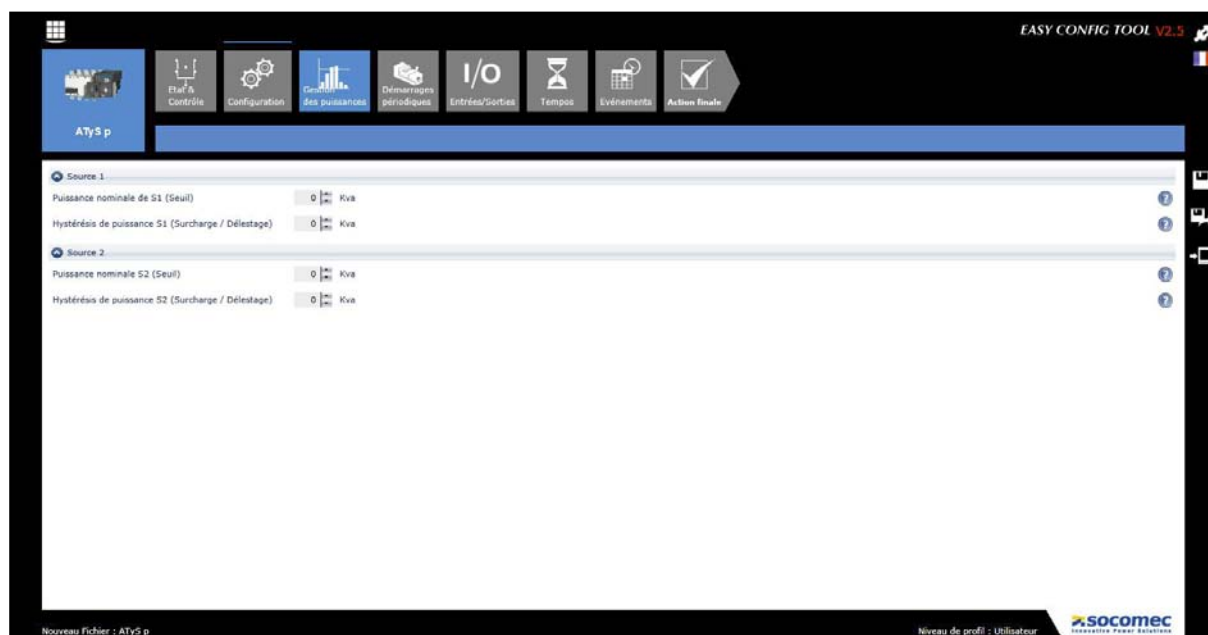 EASY CONFIG TOOL V2.5
ATyS p
Etat & Contrôle
Configuration
Gestion des puissances
Démarrages périodiques
I/O
Entrées/Sorties
Tempos
Evénements
Action finale
Source 1
Puissance nominale de S1 (Seuil) 0 Kva ?
Hystérésis de puissance S1 (Surcharge / Délestage) 0 Kva ?
Source 2
Puissance nominale S2 (Seuil) 0 Kva ?
Hystérésis de puissance S2 (Surcharge / Délestage) 0 Kva ?
Nouveau Fichier : ATyS p
Niveau de profil : Utilisateur
socomec
Innovative Power Solutions